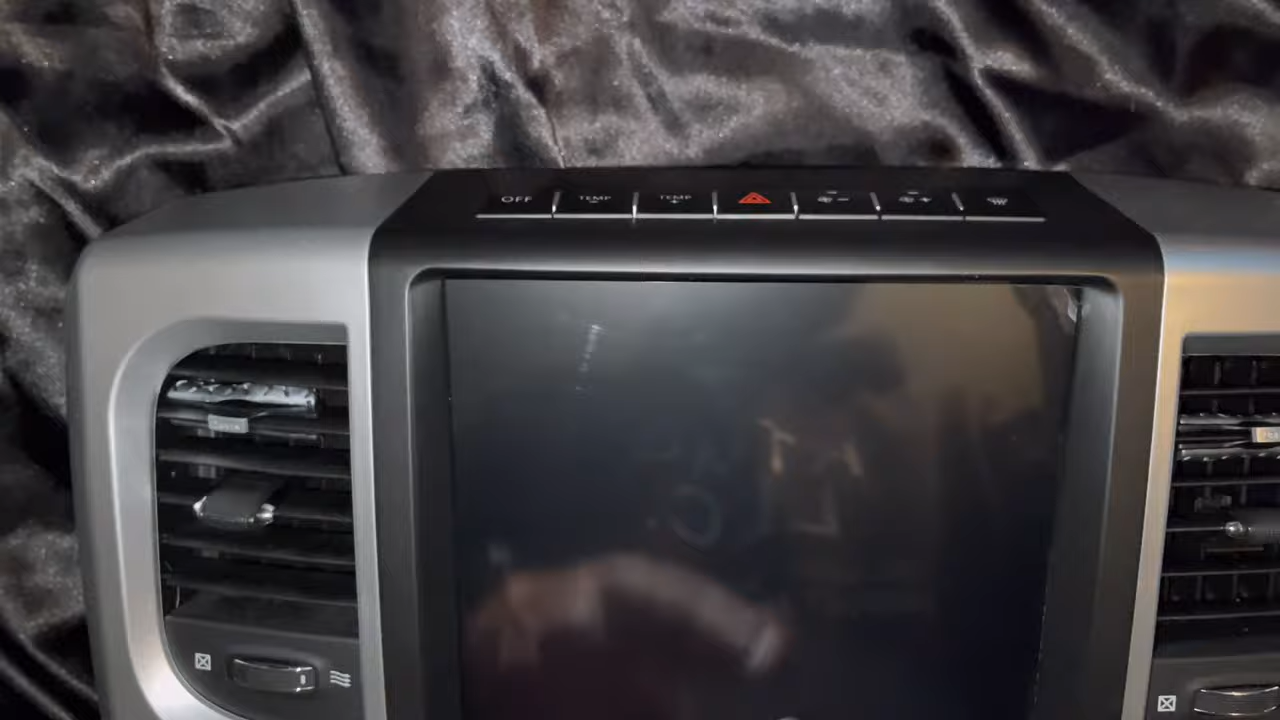 OFF TEMP - TEMP + - +